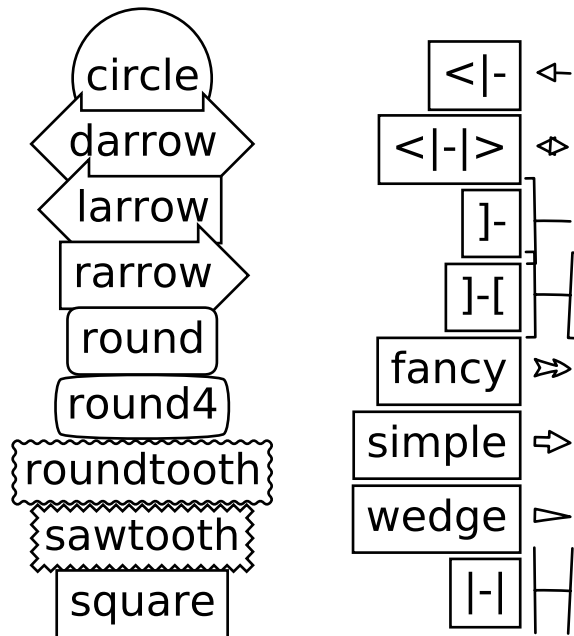 circle
darrow
larrow
rarrow
round
round4
roundtooth
sawtooth
square
<|-
<|-|>
]-
]-[
fancy
simple
wedge
|-|